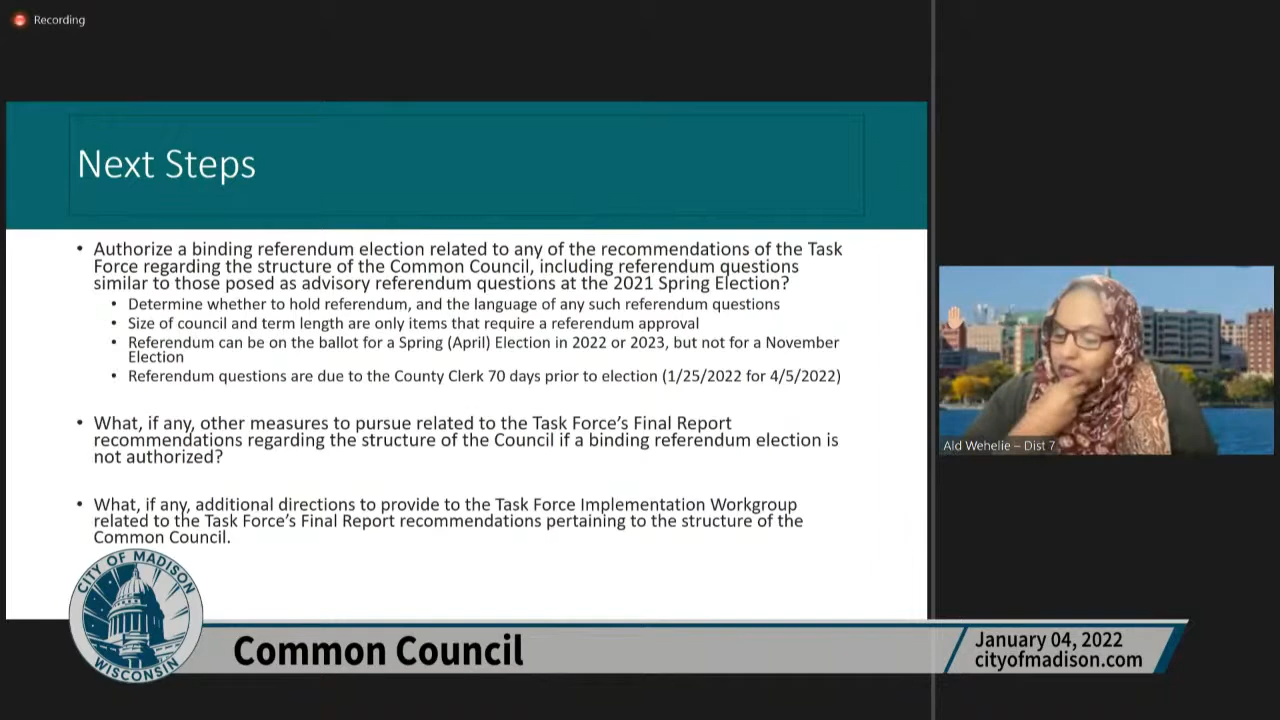 Recording
Next Steps
• Authorize a binding referendum election related to any of the recommendations of the Task
Force regarding the structure of the Common Council, including referendum questions
similar to those posed as advisory referendum questions at the 2021 Spring Election?
• Determine whether to hold referendum, and the language of any such referendum questions
• Size of council and term length are only items that require a referendum approval
• Referendum can be on the ballot for a Spring (April) Election in 2022 or 2023, but not for a November
Election
• Referendum questions are due to the County Clerk 70 days prior to election (1/25/2022 for 4/5/2022)
• What, if any, other measures to pursue related to the Task Force's Final Report
recommendations regarding the structure of the Council if a binding referendum election is
not authorized?
• What, if any, additional directions to provide to the Task Force Implementation Workgroup
related to the Task Force's Final Report recommendations pertaining to the structure of the
Common Council.
Ald Wehelie – Dist 7
CITY OF MADISON
WISCONSIN
Common Council
January 04, 2022
cityofmadison.com